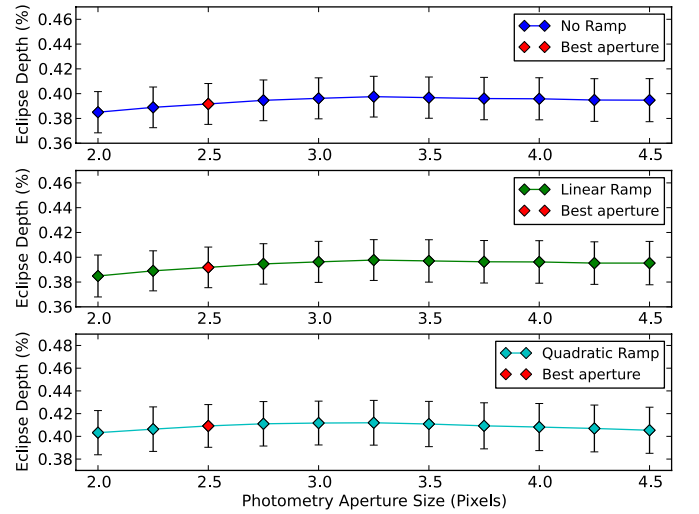 Eclipse Depth (%)
0.46
0.44
0.42
0.40
0.38
0.36
No Ramp
Best aperture
2.0 2.5 3.0 3.5 4.0 4.5
Eclipse Depth (%)
0.46
0.44
0.42
0.40
0.38
0.36
Linear Ramp
Best aperture
2.0 2.5 3.0 3.5 4.0 4.5
Eclipse Depth (%)
0.48
0.46
0.44
0.42
0.40
0.38
Quadratic Ramp
Best aperture
2.0 2.5 3.0 3.5 4.0 4.5
Photometry Aperture Size (Pixels)